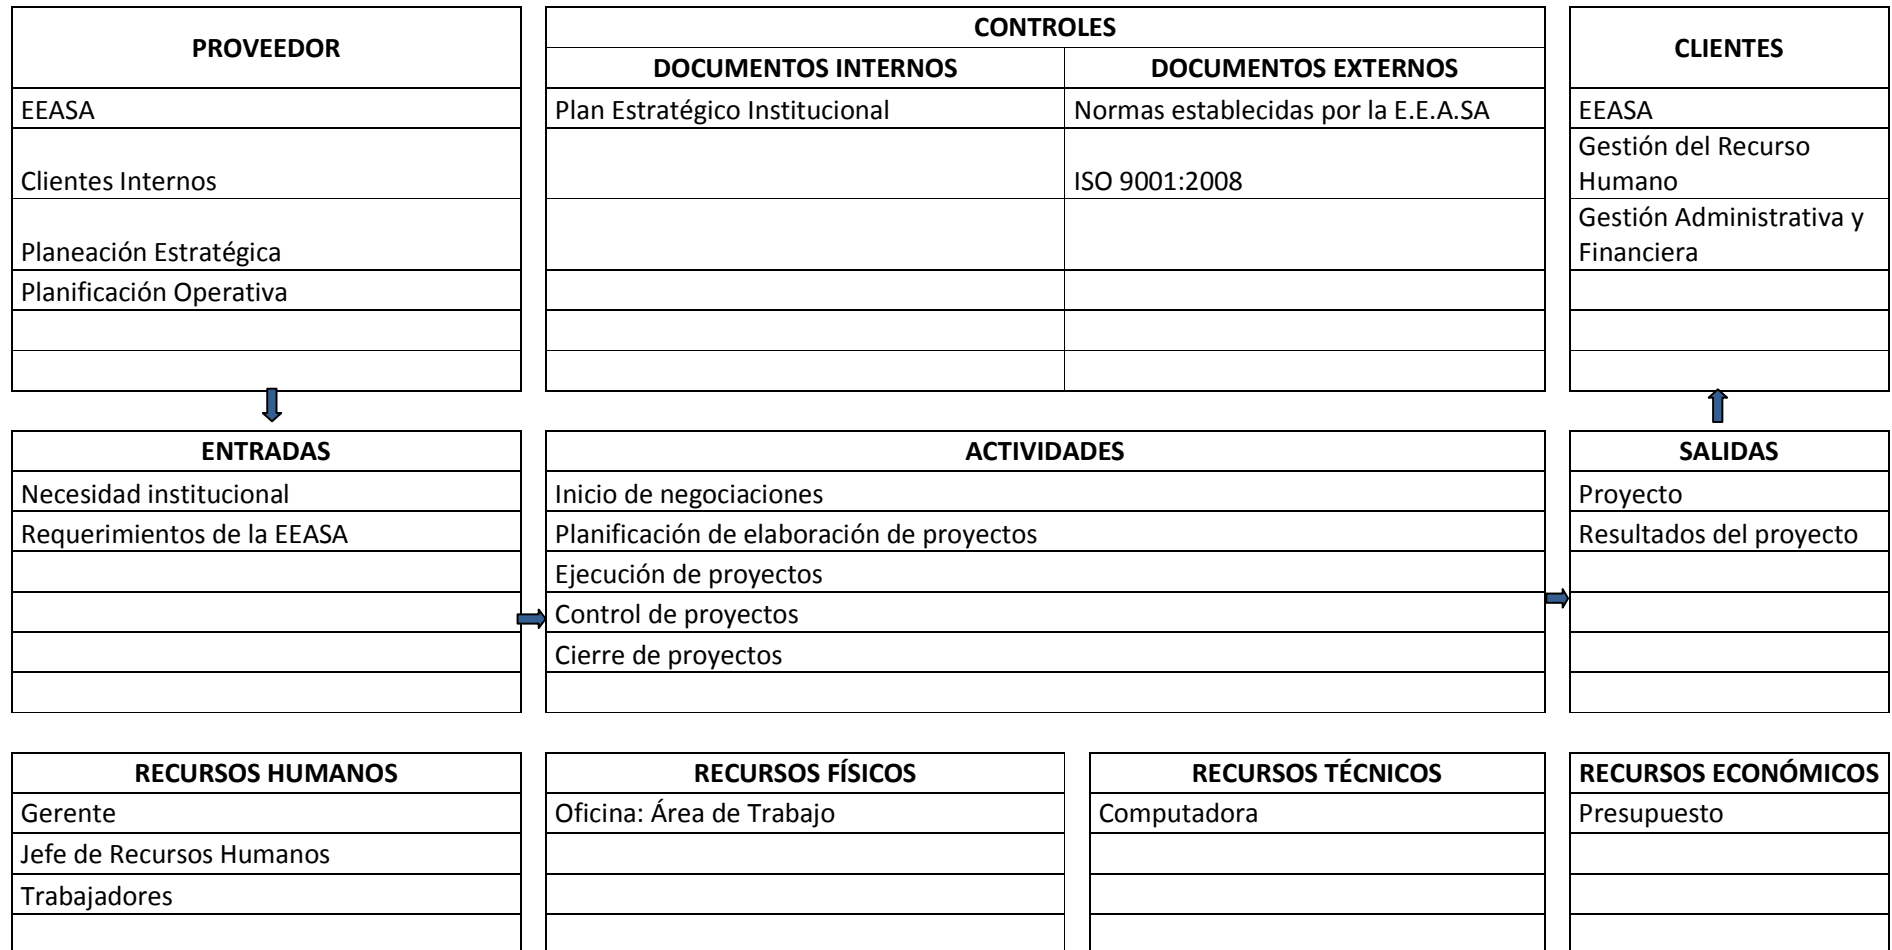 PROVEEDOR
EEASA
Clientes Internos
Planeación Estratégica
Planificación Operativa
CONTROLES
DOCUMENTOS INTERNOS
DOCUMENTOS EXTERNOS
Plan Estratégico Institucional
Normas establecidas por la E.E.A.SA
ISO 9001:2008
CLIENTES
EEASA
Gestión del Recurso
Humano
Gestión Administrativa y
Financiera
ENTRADAS
Necesidad institucional
Requerimientos de la EEASA
ACTIVIDADES
Inicio de negociaciones
Planificación de elaboración de proyectos
Ejecución de proyectos
Control de proyectos
Cierre de proyectos
SALIDAS
Proyecto
Resultados del proyecto
RECURSOS HUMANOS
Gerente
Jefe de Recursos Humanos
Trabajadores
RECURSOS FÍSICOS
Oficina: Área de Trabajo
RECURSOS TÉCNICOS
Computadora
RECURSOS ECONÓMICOS
Presupuesto